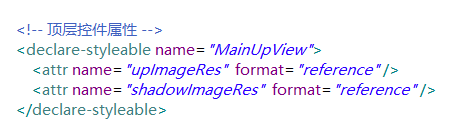 <!-- 顶层控件属性 -->
<declare-styleable name="MainUpView">
<attr name="upImageRes" format="reference"/>
<attr name="shadowImageRes" format="reference"/>
</declare-styleable>